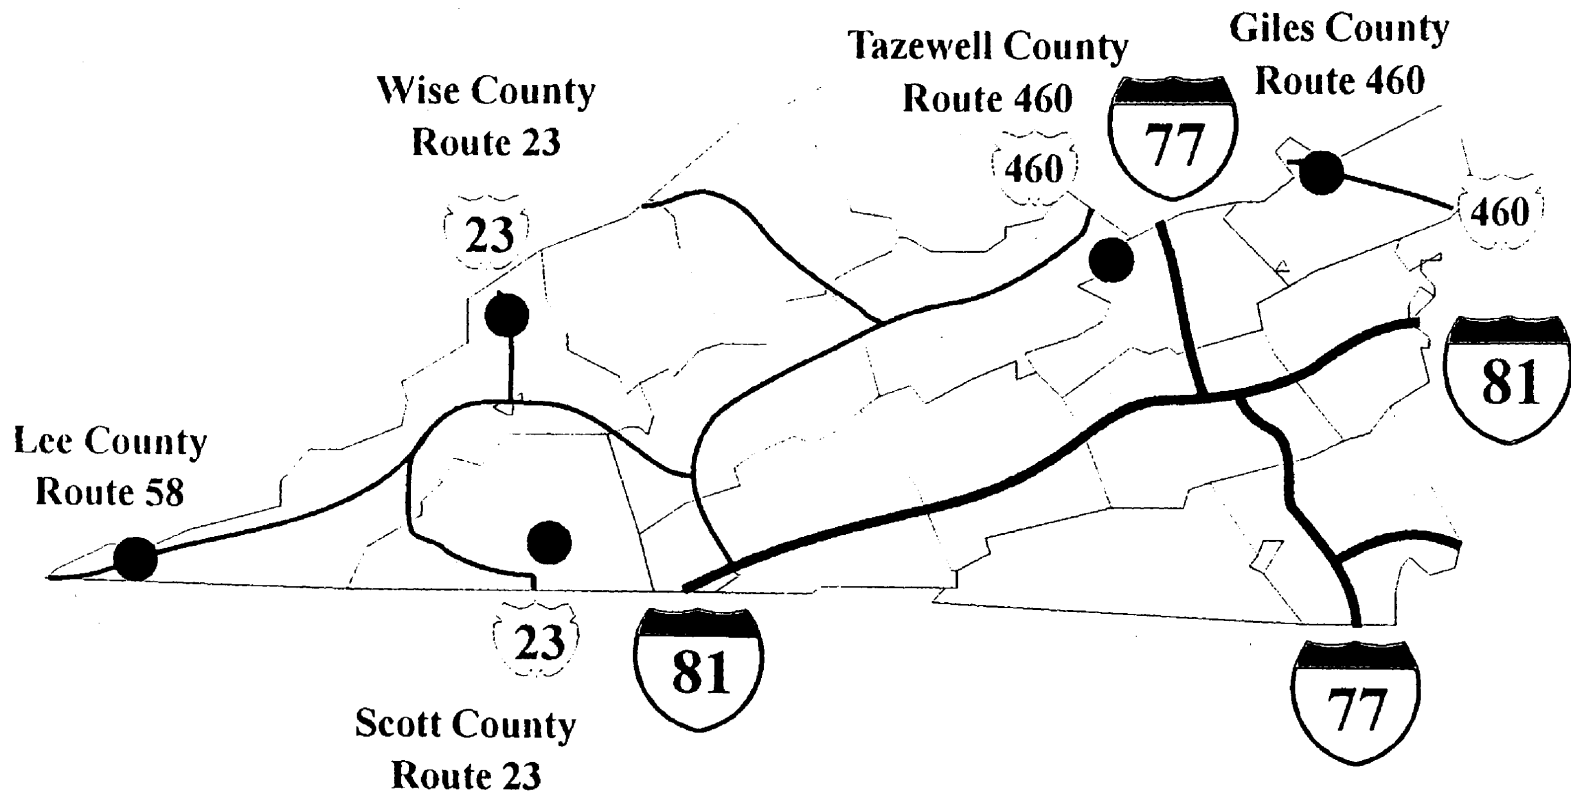 Giles County
Route 460
Tazewell County
Route 460
Wise County
Route 23
77
460
460
23
81
Lee County
Route 58
23
81
77
Scott County
Route 23